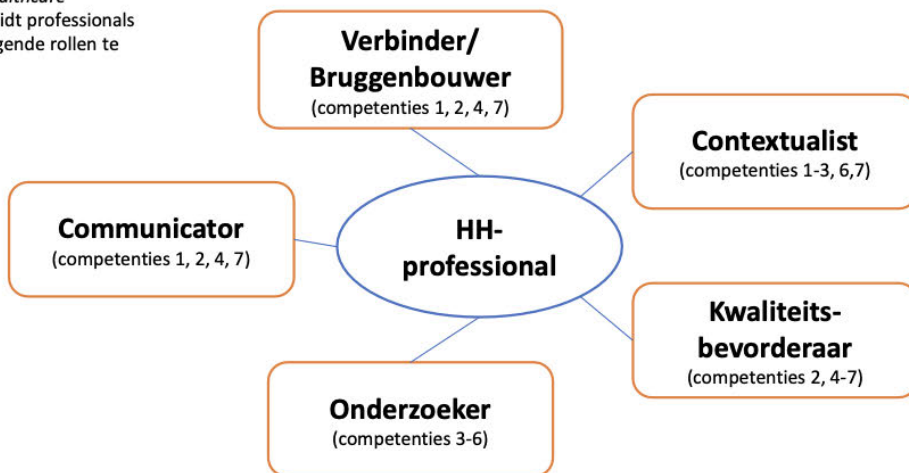 idt professionals
gende rollen te
Verbinder/
Bruggenbouwer
(competenties 1, 2, 4, 7)
Contextualist
(competenties 1-3, 6,7)
Communicator
(competenties 1, 2, 4, 7)
HH-
professional
Kwaliteits-
bevorderaar
(competenties 2, 4-7)
Onderzoeker
(competenties 3-6)